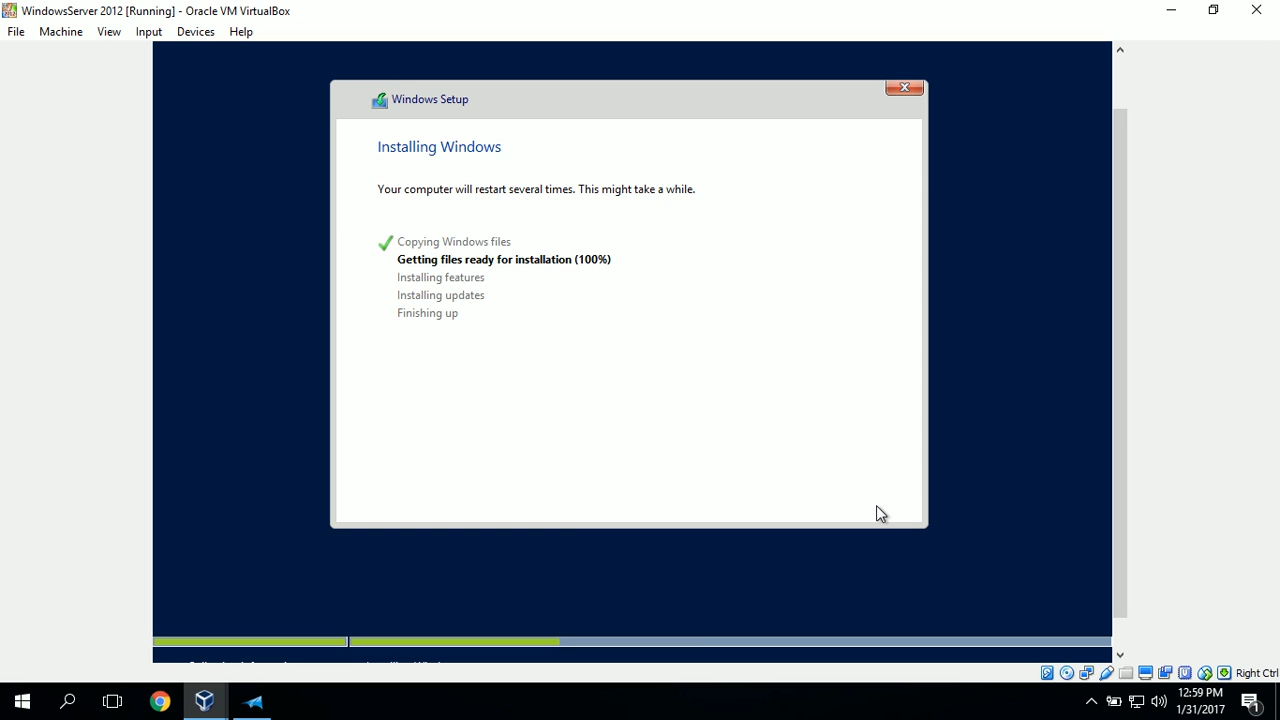 WindowsServer 2012 [Running] - Oracle VM VirtualBox
File Machine View Input Devices Help
Windows Setup
Installing Windows
Your computer will restart several times. This might take a while.
Copying Windows files
Getting files ready for installation (100%)
Installing features
Installing updates
Finishing up
Right Ctrl
12:59 PM
1/31/2017
1